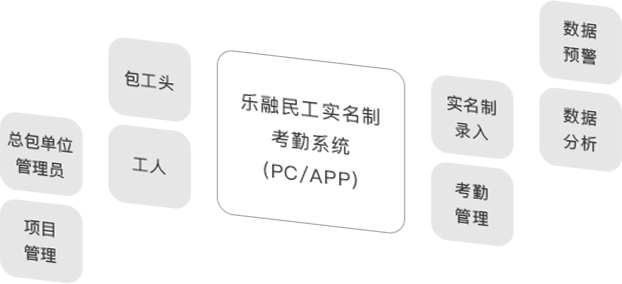 总包单位
管理员
项目
管理
包工头
工人
乐融民工实名制
考勤系统
(PC/APP)
实名制
录入
考勤
管理
数据
预警
数据
分析